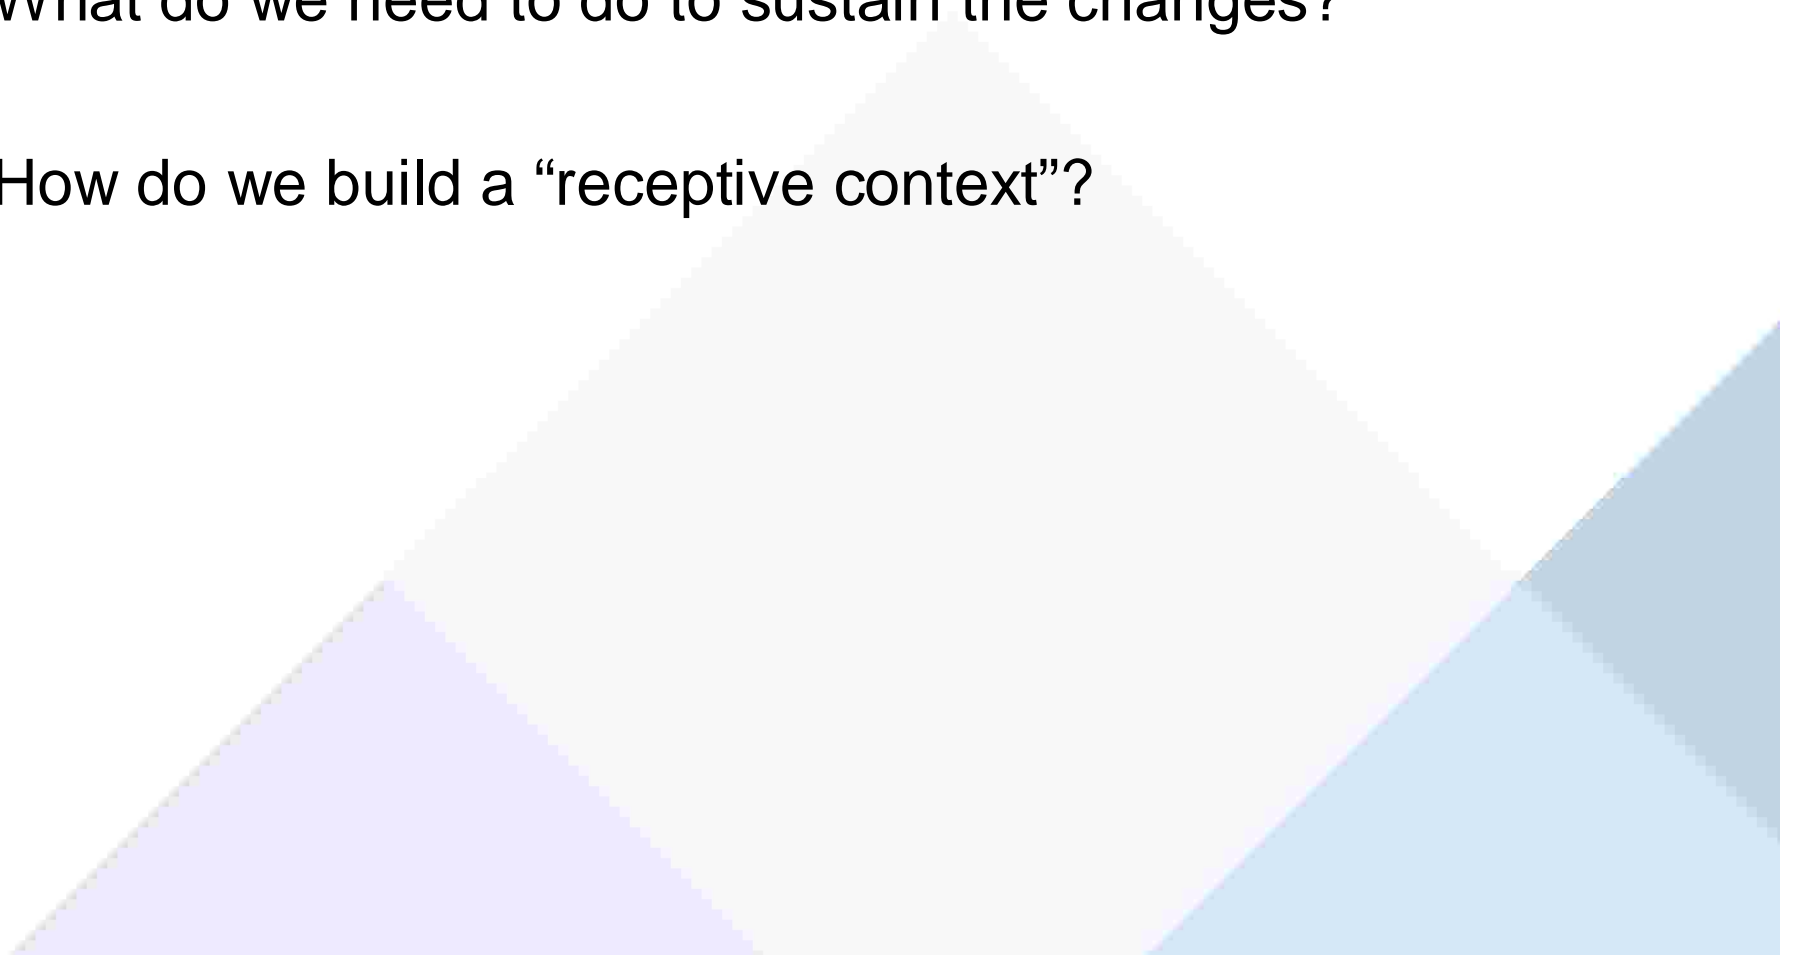 What do we need to do to sustain the changes?
How do we build a “receptive context”?